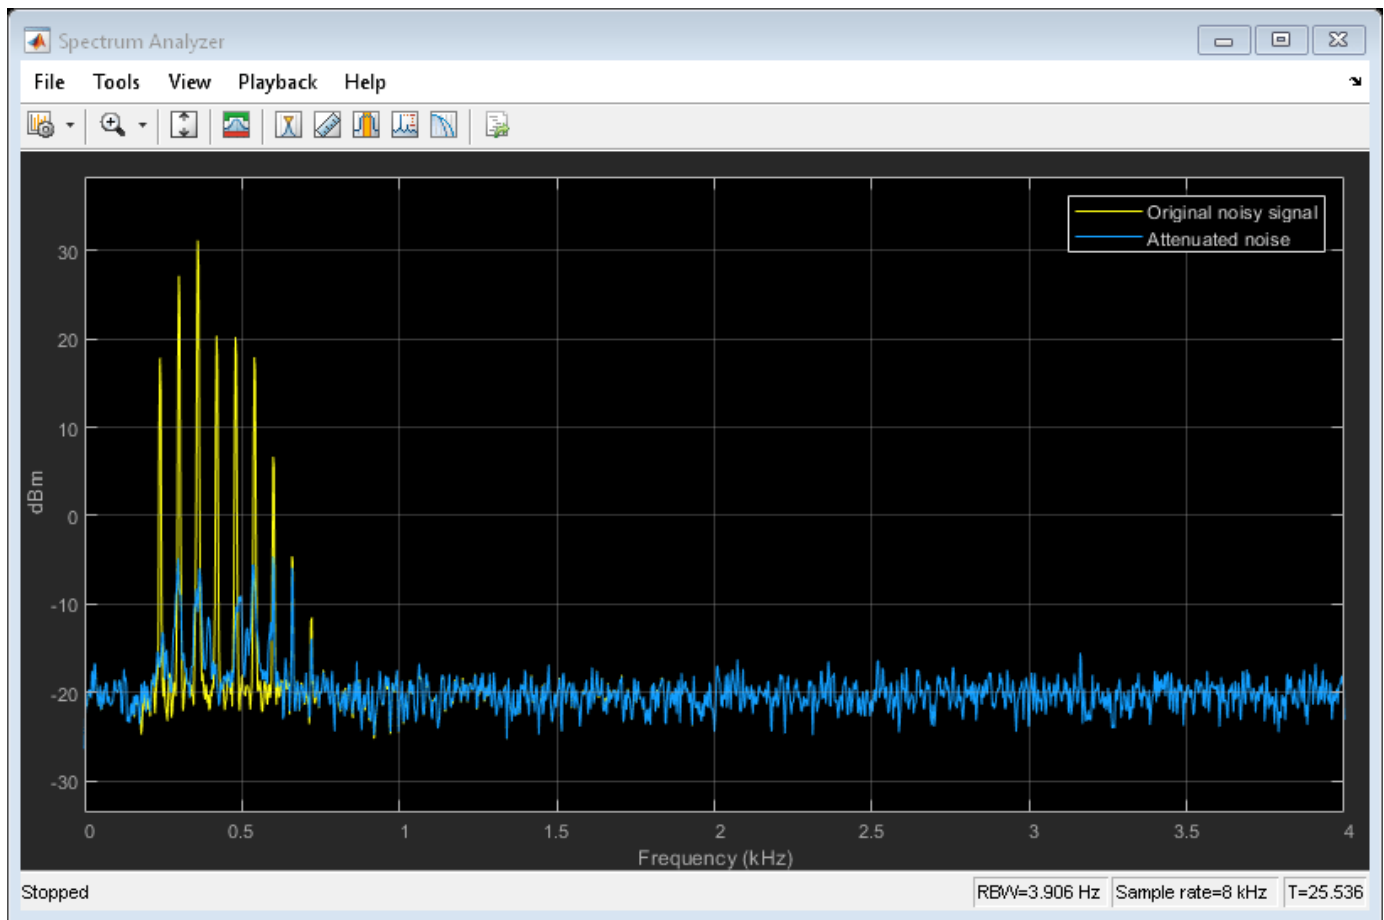 Spectrum Analyzer
File Tools View Playback Help
Original noisy signal
Attenuated noise
dBm
30
20
10
0
-10
-20
-30
0 0.5 1 1.5 2 2.5 3 3.5 4
Frequency (kHz)
Stopped RBW=3.906 Hz Sample rate=8 kHz T=25.536